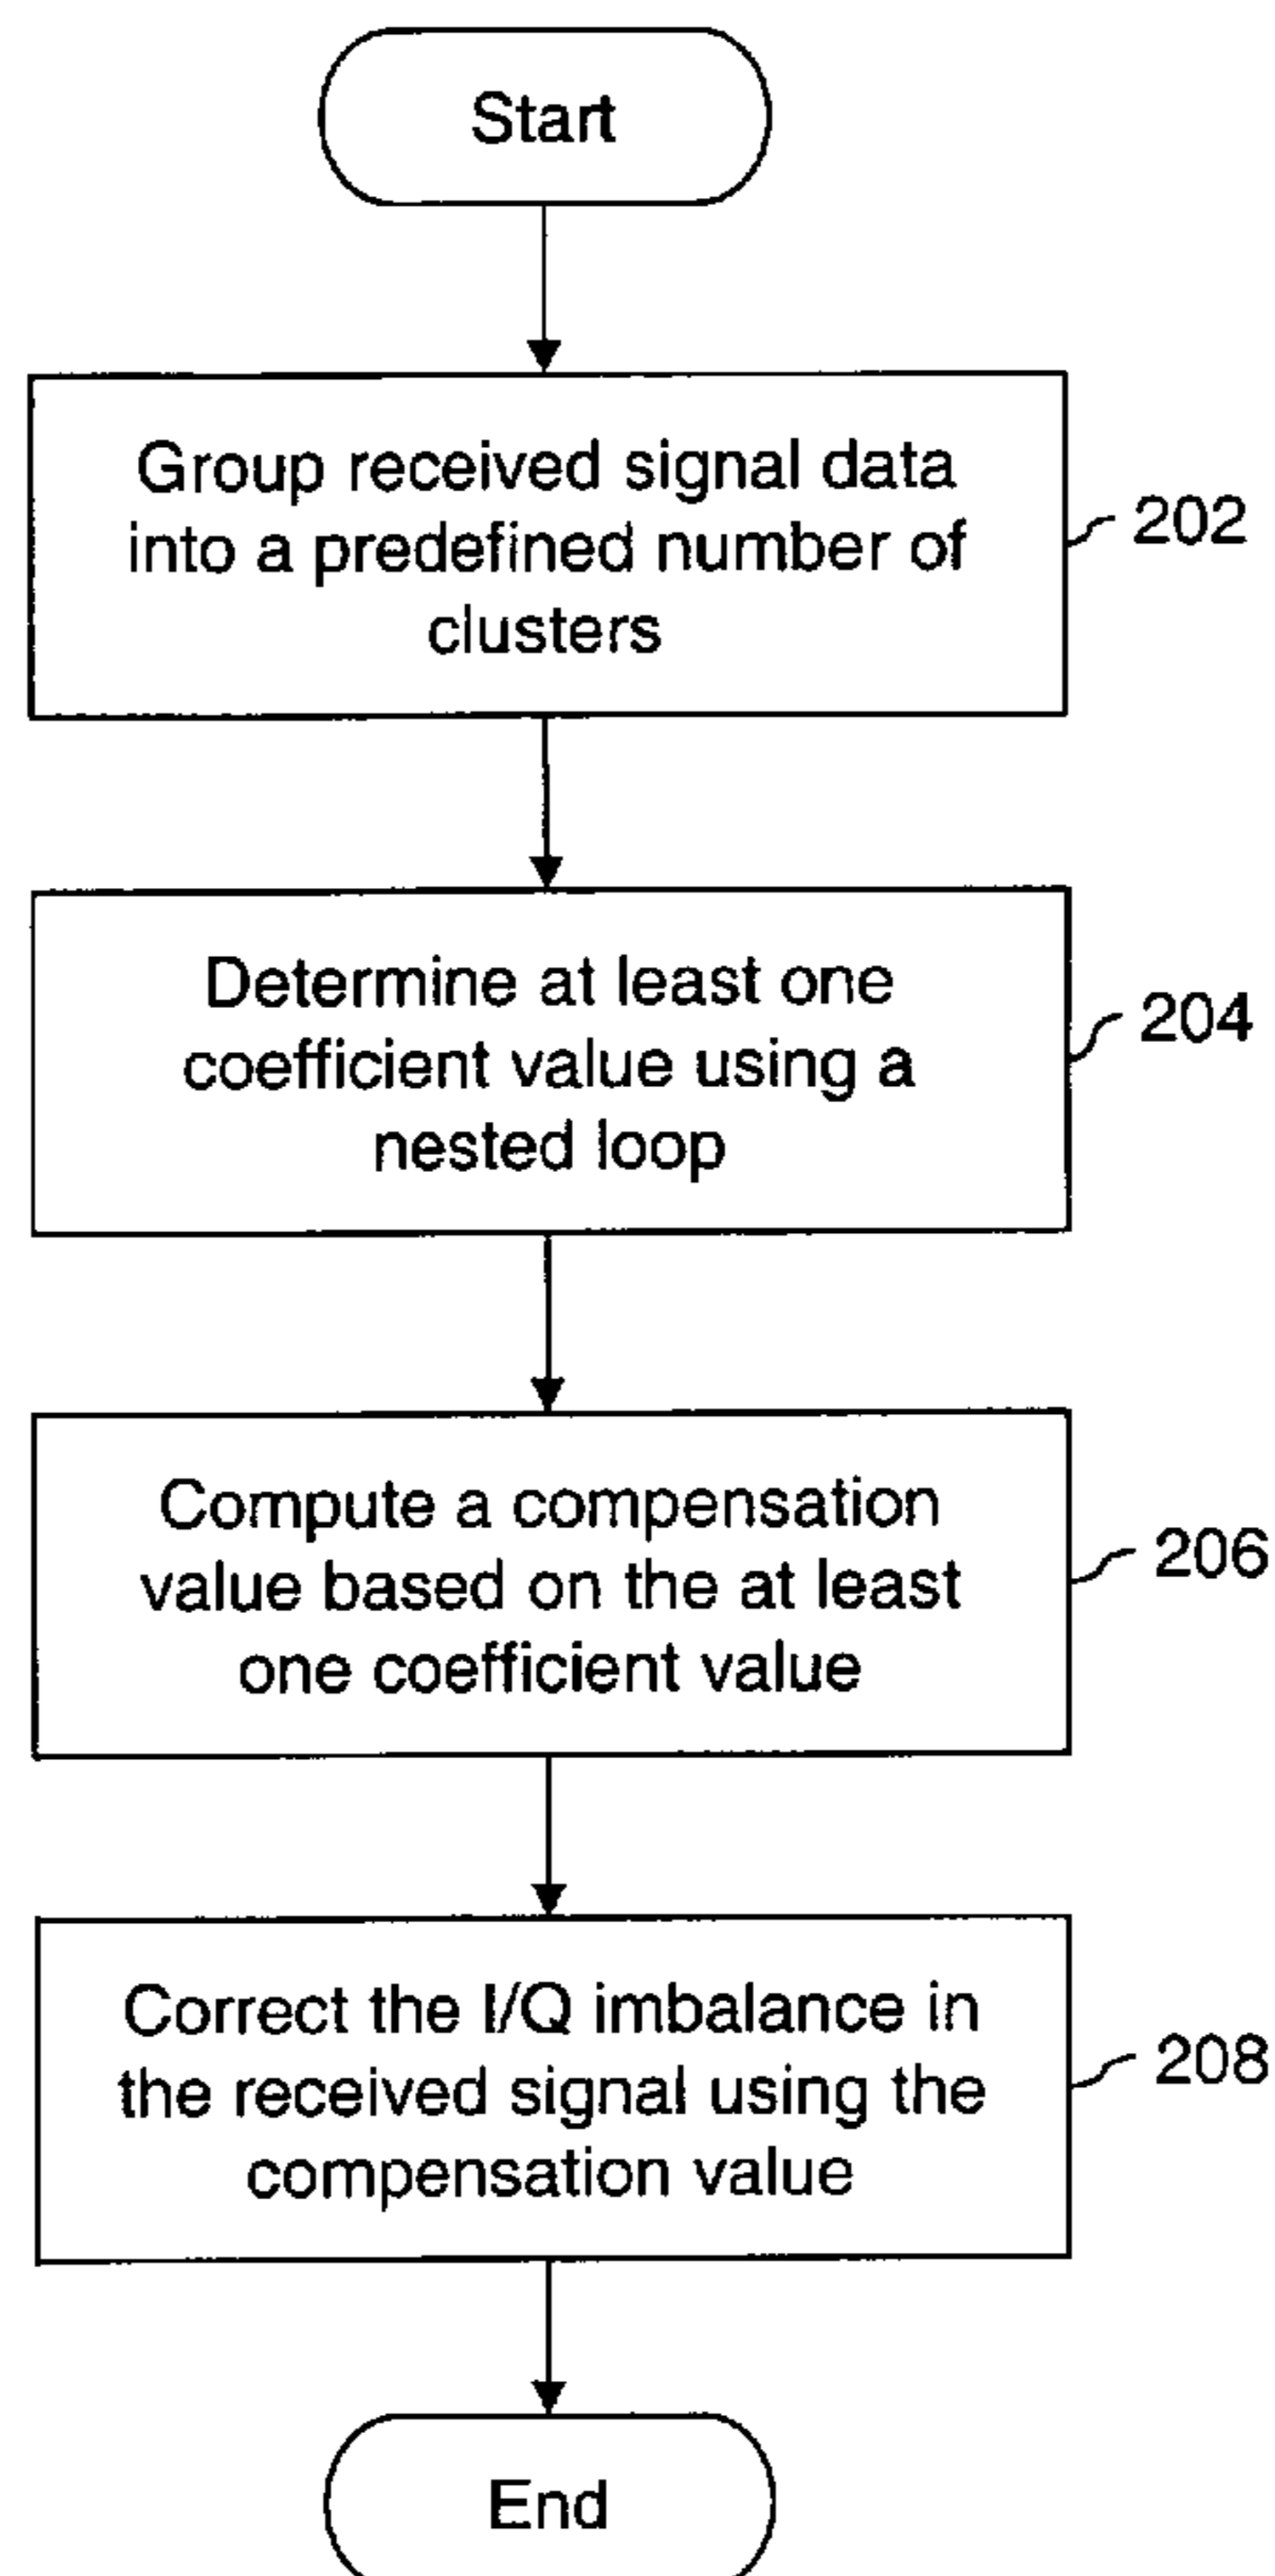 Start
Group received signal data
into a predefined number of
clusters
202
Determine at least one
coefficient value using a
nested loop
204
Compute a compensation
value based on the at least
one coefficient value
206
Correct the I/Q imbalance in
the received signal using the
compensation value
208
End